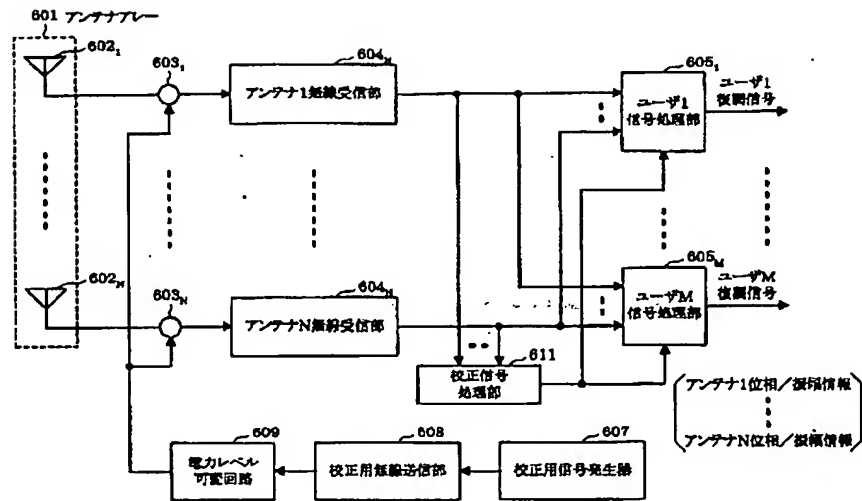 601 アンテナアレー
602₁
603₁
604ₙ
アンテナ1無線受信部
605₁
ユーザ1
信号処理部
ユーザ1
復調信号
602ₙ
603ₙ
604ₙ
アンテナN無線受信部
605ₘ
ユーザM
信号処理部
ユーザM
復調信号
611
校正信号
処理部
アンテナ1位相/振幅情報
アンテナN位相/振幅情報
609
電力レベル
可変回路
608
校正用無線送信部
607
校正用信号発生器